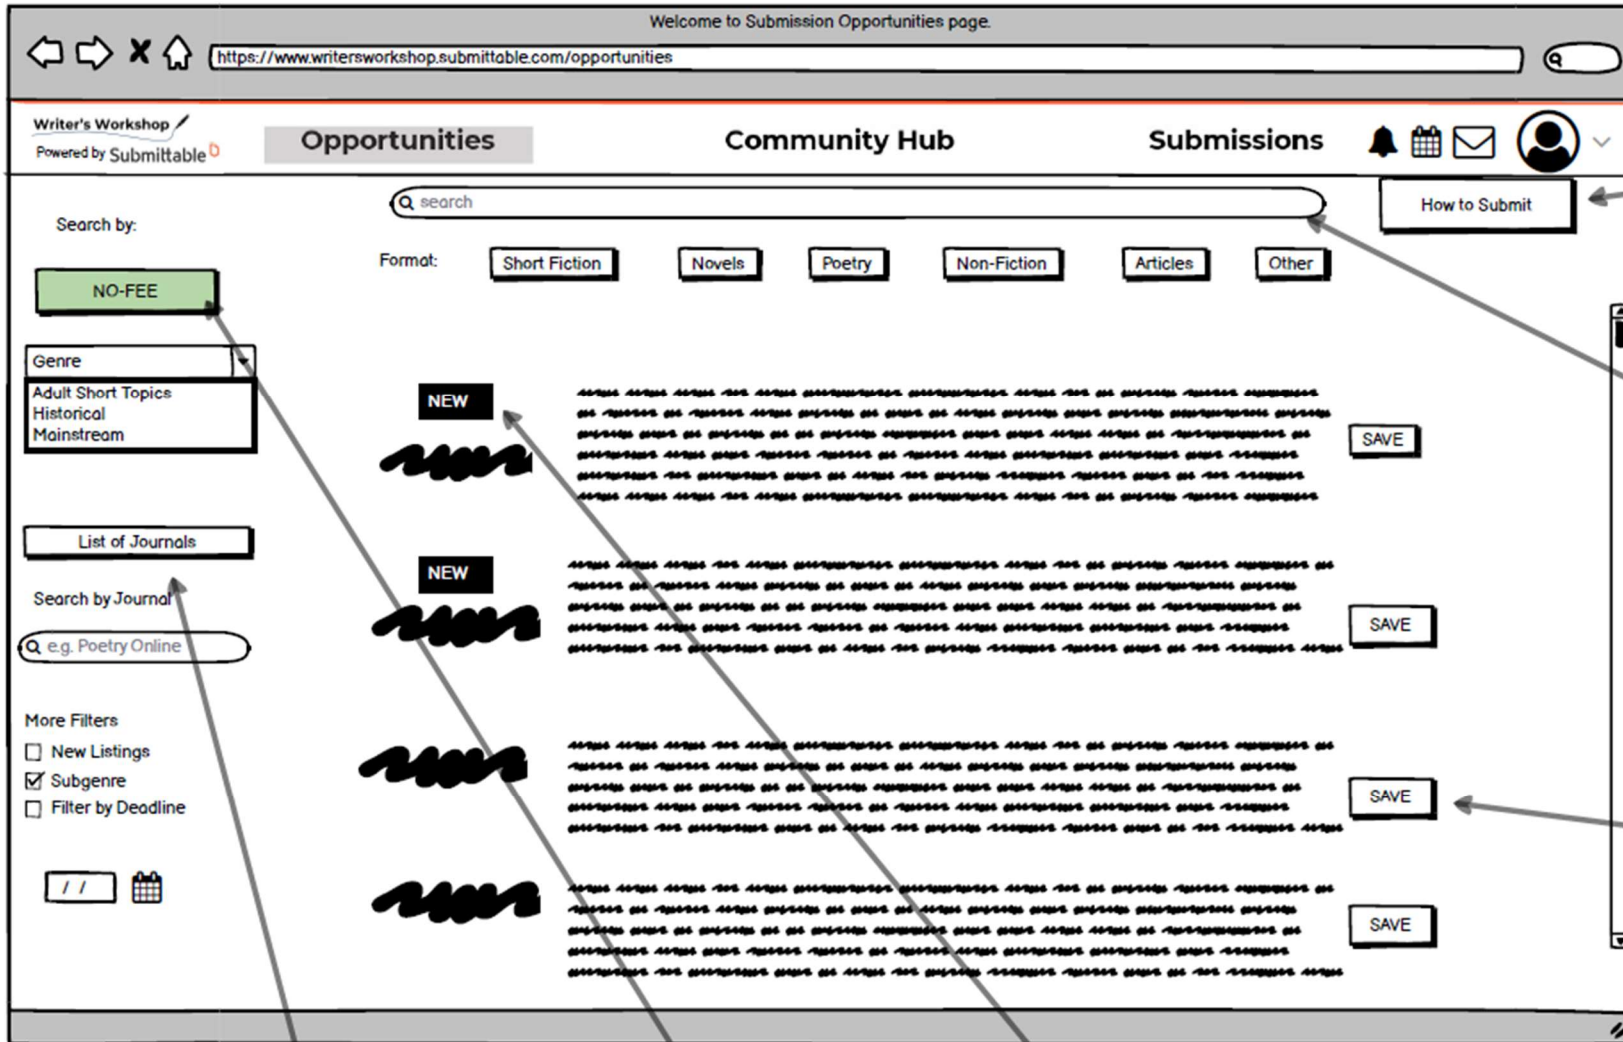 Welcome to Submission Opportunities page.
https://www.writersworkshop.submittable.com/opportunities
Writer's Workshop
Powered by Submittable
Opportunities
Community Hub
Submissions
search
How to Submit
Search by:
Format:
Short Fiction
Novels
Poetry
Non-Fiction
Articles
Other
NO-FEE
Genre
Adult Short Topics
Historical
Mainstream
NEW
SAVE
List of Journals
NEW
Search by Journal
SAVE
e.g. Poetry Online
More Filters
New Listings
Subgenre
Filter by Deadline
SAVE
/ /
SAVE